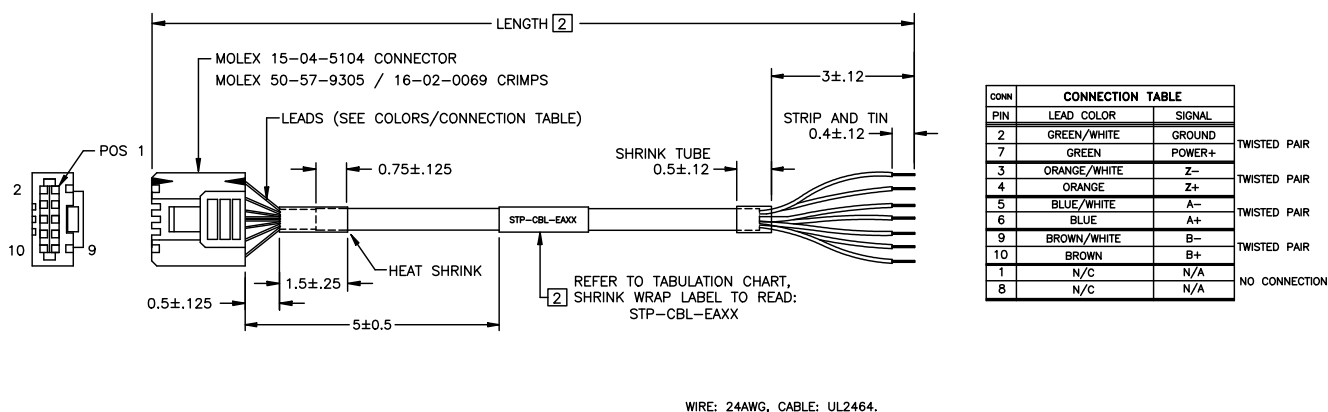 LENGTH 2
MOLEX 15-04-5104 CONNECTOR
MOLEX 50-57-9305 / 16-02-0069 CRIMPS
3±.12
LEADS (SEE COLORS/CONNECTION TABLE)
STRIP AND TIN
0.4±.12
POS 1
0.75±.125
SHRINK TUBE
0.5±.12
2
10
9
STP-CBL-EAXX
HEAT SHRINK
1.5±.25
0.5±.125
5±0.5
2 REFER TO TABULATION CHART,
SHRINK WRAP LABEL TO READ:
STP-CBL-EAXX
CONN CONNECTION TABLE
PIN LEAD COLOR SIGNAL
2 GREEN/WHITE GROUND
7 GREEN POWER+
TWISTED PAIR
3 ORANGE/WHITE Z-
4 ORANGE Z+
TWISTED PAIR
5 BLUE/WHITE A-
6 BLUE A+
TWISTED PAIR
9 BROWN/WHITE B-
10 BROWN B+
TWISTED PAIR
1 N/C N/A
8 N/C N/A
NO CONNECTION
WIRE: 24AWG, CABLE: UL2464.